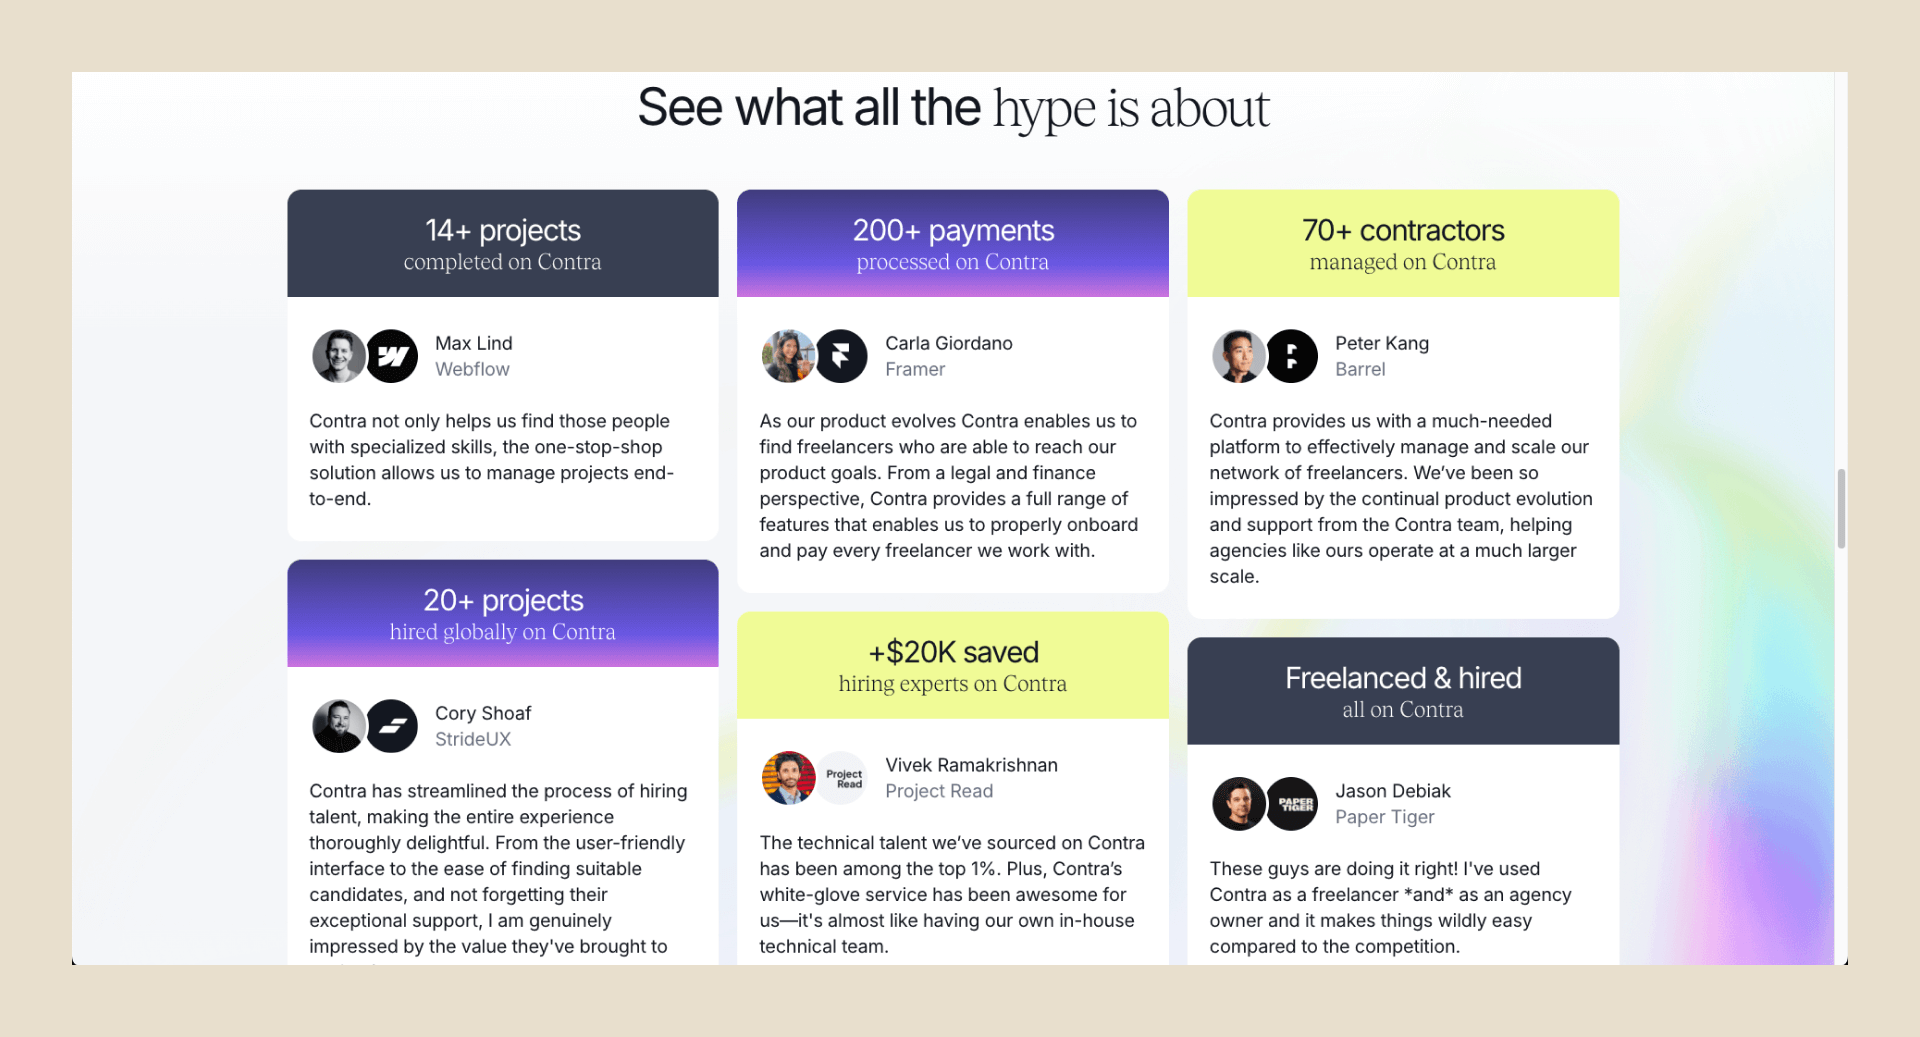 See what all the hype is about
14+ projects
completed on Contra
Max Lind
Webflow
Contra not only helps us find those people
with specialized skills, the one-stop-shop
solution allows us to manage projects end-
to-end.
20+ projects
hired globally on Contra
Cory Shoaf
StrideUX
Contra has streamlined the process of hiring
talent, making the entire experience
thoroughly delightful. From the user-friendly
interface to the ease of finding suitable
candidates, and not forgetting their
exceptional support, I am genuinely
impressed by the value they've brought to
200+ payments
processed on Contra
Carla Giordano
Framer
As our product evolves Contra enables us to
find freelancers who are able to reach our
product goals. From a legal and finance
perspective, Contra provides a full range of
features that enables us to properly onboard
and pay every freelancer we work with.
+$20K saved
hiring experts on Contra
Project
Read
Vivek Ramakrishnan
Project Read
The technical talent we’ve sourced on Contra
has been among the top 1%. Plus, Contra’s
white-glove service has been awesome for
us—it's almost like having our own in-house
technical team.
70+ contractors
managed on Contra
Peter Kang
Barrel
Contra provides us with a much-needed
platform to effectively manage and scale our
network of freelancers. We’ve been so
impressed by the continual product evolution
and support from the Contra team, helping
agencies like ours operate at a much larger
scale.
Freelanced & hired
all on Contra
PAPER
TIGER
Jason Debiak
Paper Tiger
These guys are doing it right! I've used
Contra as a freelancer *and* as an agency
owner and it makes things wildly easy
compared to the competition.